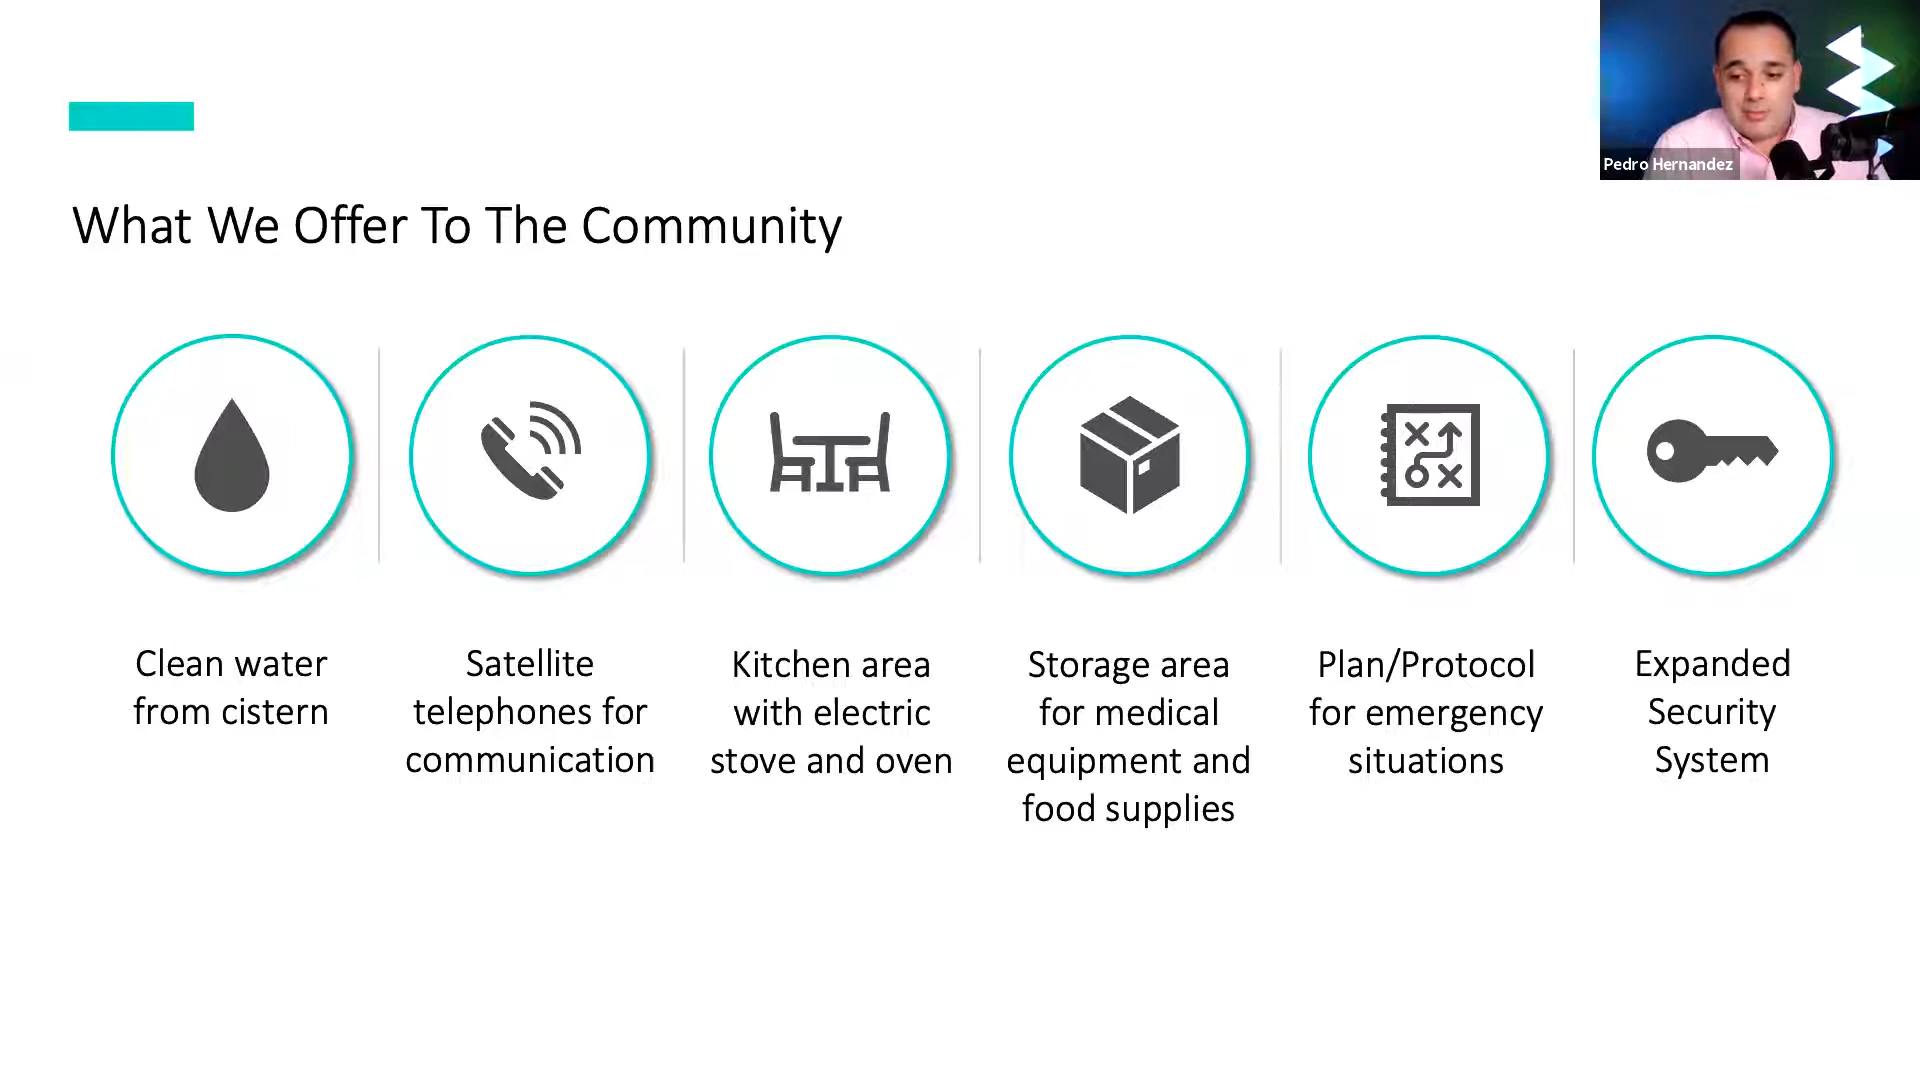 Pedro Hernandez
What We Offer To The Community
Clean water
from cistern
Satellite
telephones for
communication
Kitchen area
with electric
stove and oven
Storage area
for medical
equipment and
food supplies
Plan/Protocol
for emergency
situations
Expanded
Security
System